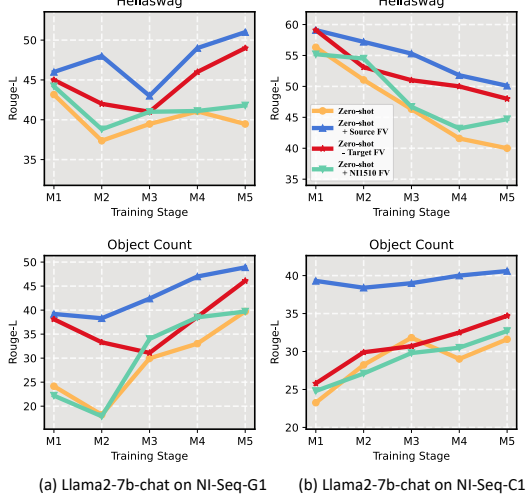 Hellaswag
Hellaswag
Rouge-L
50
45
40
35
M1 M2 M3 M4 M5
Training Stage
60
55
50
45
40
35
Zero-shot
Zero-shot
+ Source FV
Zero-shot
- Target FV
Zero-shot
+ NI1510 FV
M1 M2 M3 M4 M5
Training Stage
Object Count
Rouge-L
50
45
40
35
30
25
20
M1 M2 M3 M4 M5
Training Stage
Object Count
Rouge-L
40
35
30
25
20
M1 M2 M3 M4 M5
Training Stage
(a) Llama2-7b-chat on NI-Seq-G1
(b) Llama2-7b-chat on NI-Seq-C1